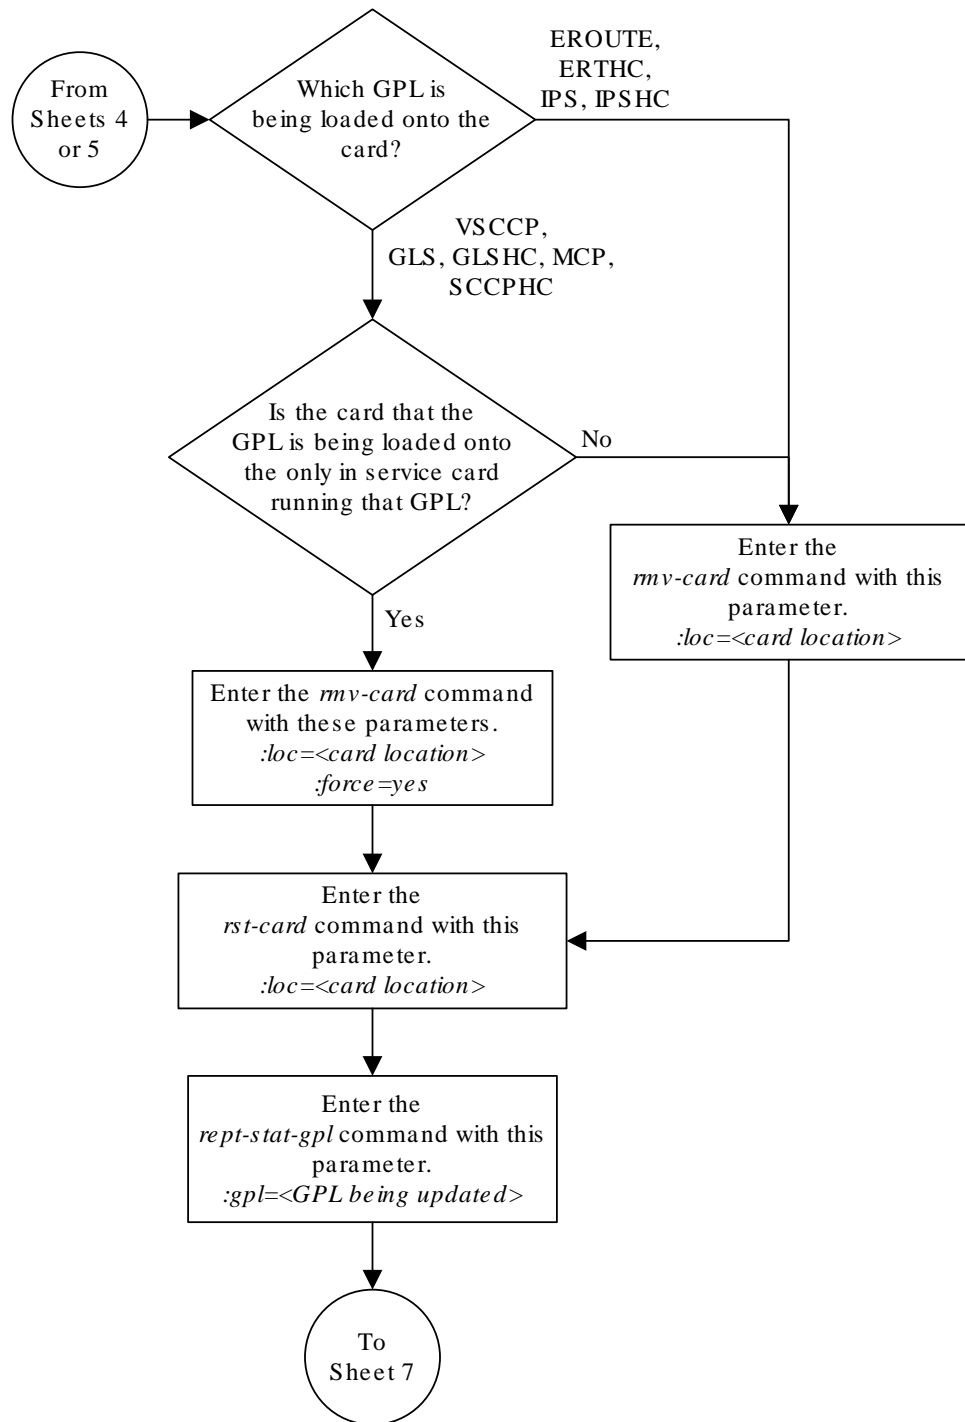 From
Sheets 4
or 5
Which GPL is
being loaded onto the
card?
EROUTE,
ERTHC,
IPS, IPSHC
VSCCP,
GLS, GLSHC, MCP,
SCCPHC
Is the card that the
GPL is being loaded onto
the only in service card
running that GPL?
No
Yes
Enter the
rmv-card command with this
parameter.
:loc=<card location>
Enter the rmv-card command
with these parameters.
:loc=<card location>
:force=yes
Enter the
rst-card command with this
parameter.
:loc=<card location>
Enter the
rept-stat-gpl command with this
parameter.
:gpl=<GPL being updated>
To
Sheet 7